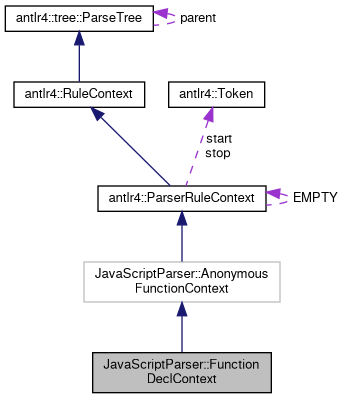 antlr4::tree::ParseTree
parent
antlr4::RuleContext
antlr4::Token
start
stop
antlr4::ParserRuleContext
EMPTY
JavaScriptParser::Anonymous
FunctionContext
JavaScriptParser::Function
DeclContext